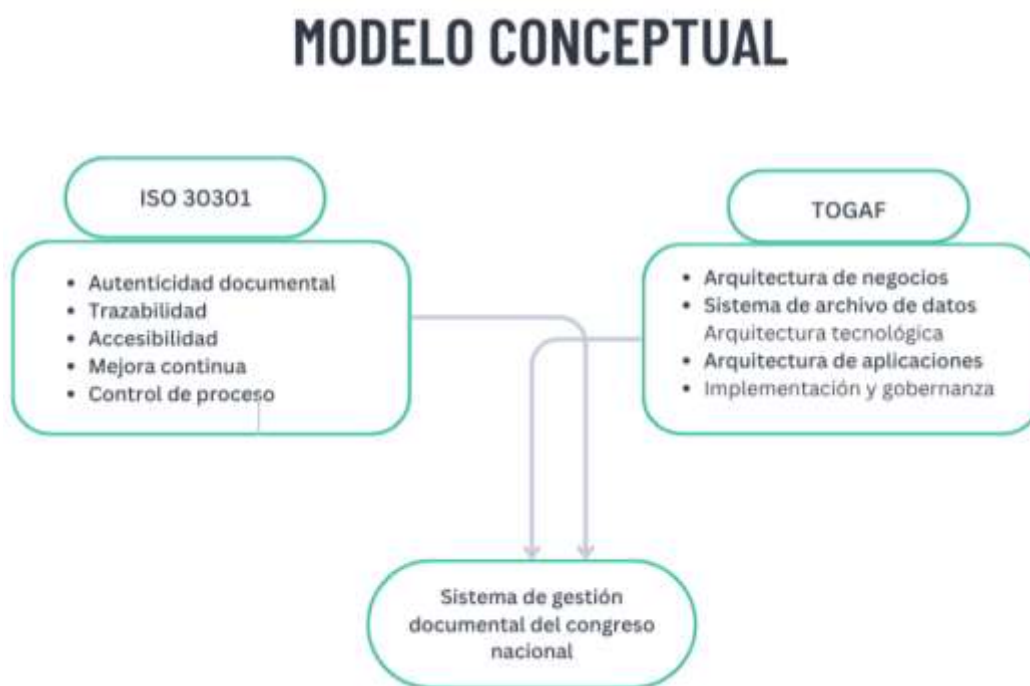 MODELO CONCEPTUAL
ISO 30301
• Autenticidad documental
• Trazabilidad
• Accesibilidad
• Mejora continua
• Control de proceso
TOGAF
• Arquitectura de negocios
• Sistema de archivo de datos
Arquitectura tecnológica
• Arquitectura de aplicaciones
• Implementación y gobernanza
Sistema de gestión
documental del congreso
nacional